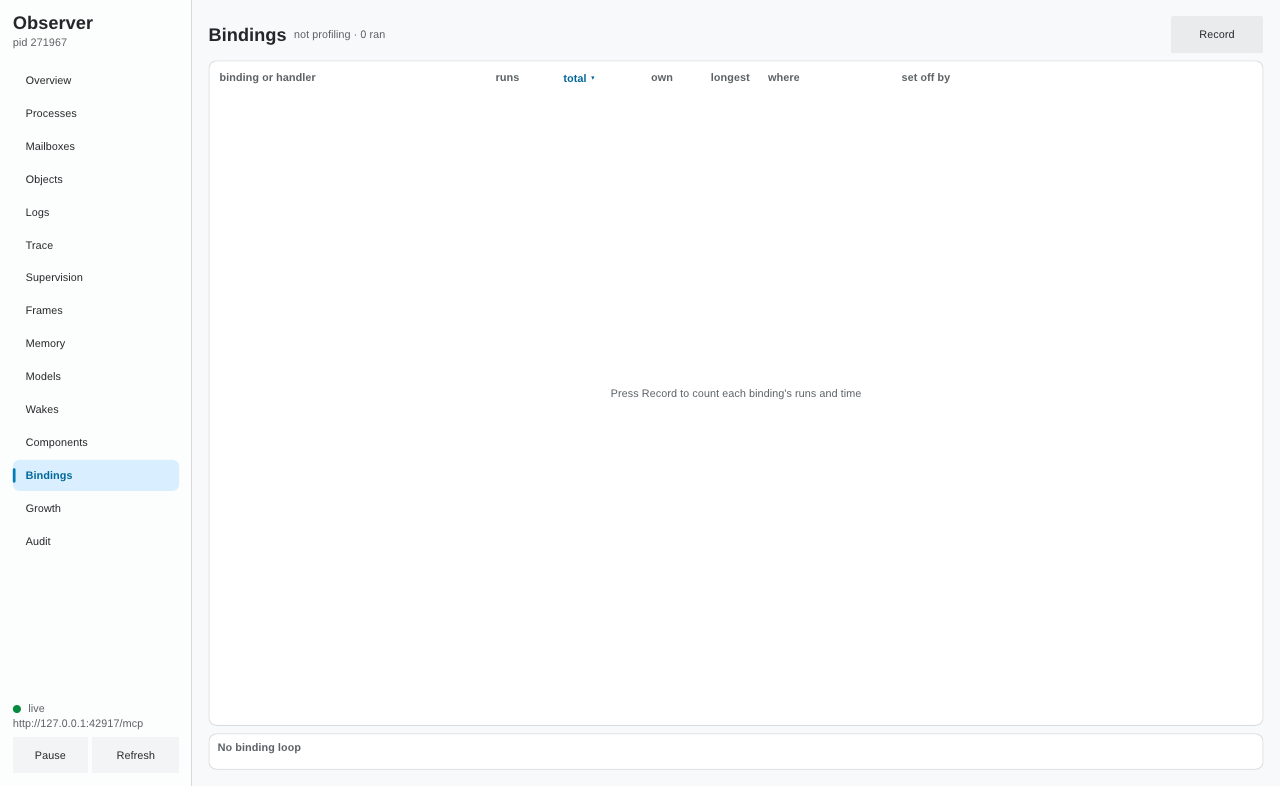 Observer
pid 271967
Overview
Processes
Mailboxes
Objects
Logs
Trace
Supervision
Frames
Memory
Models
Wakes
Components
Bindings
Growth
Audit
live
http://127.0.0.1:42917/mcp
Pause Refresh
Bindings not profiling · 0 ran Record
binding or handler runs total ▾ own longest where set off by
Press Record to count each binding's runs and time
No binding loop